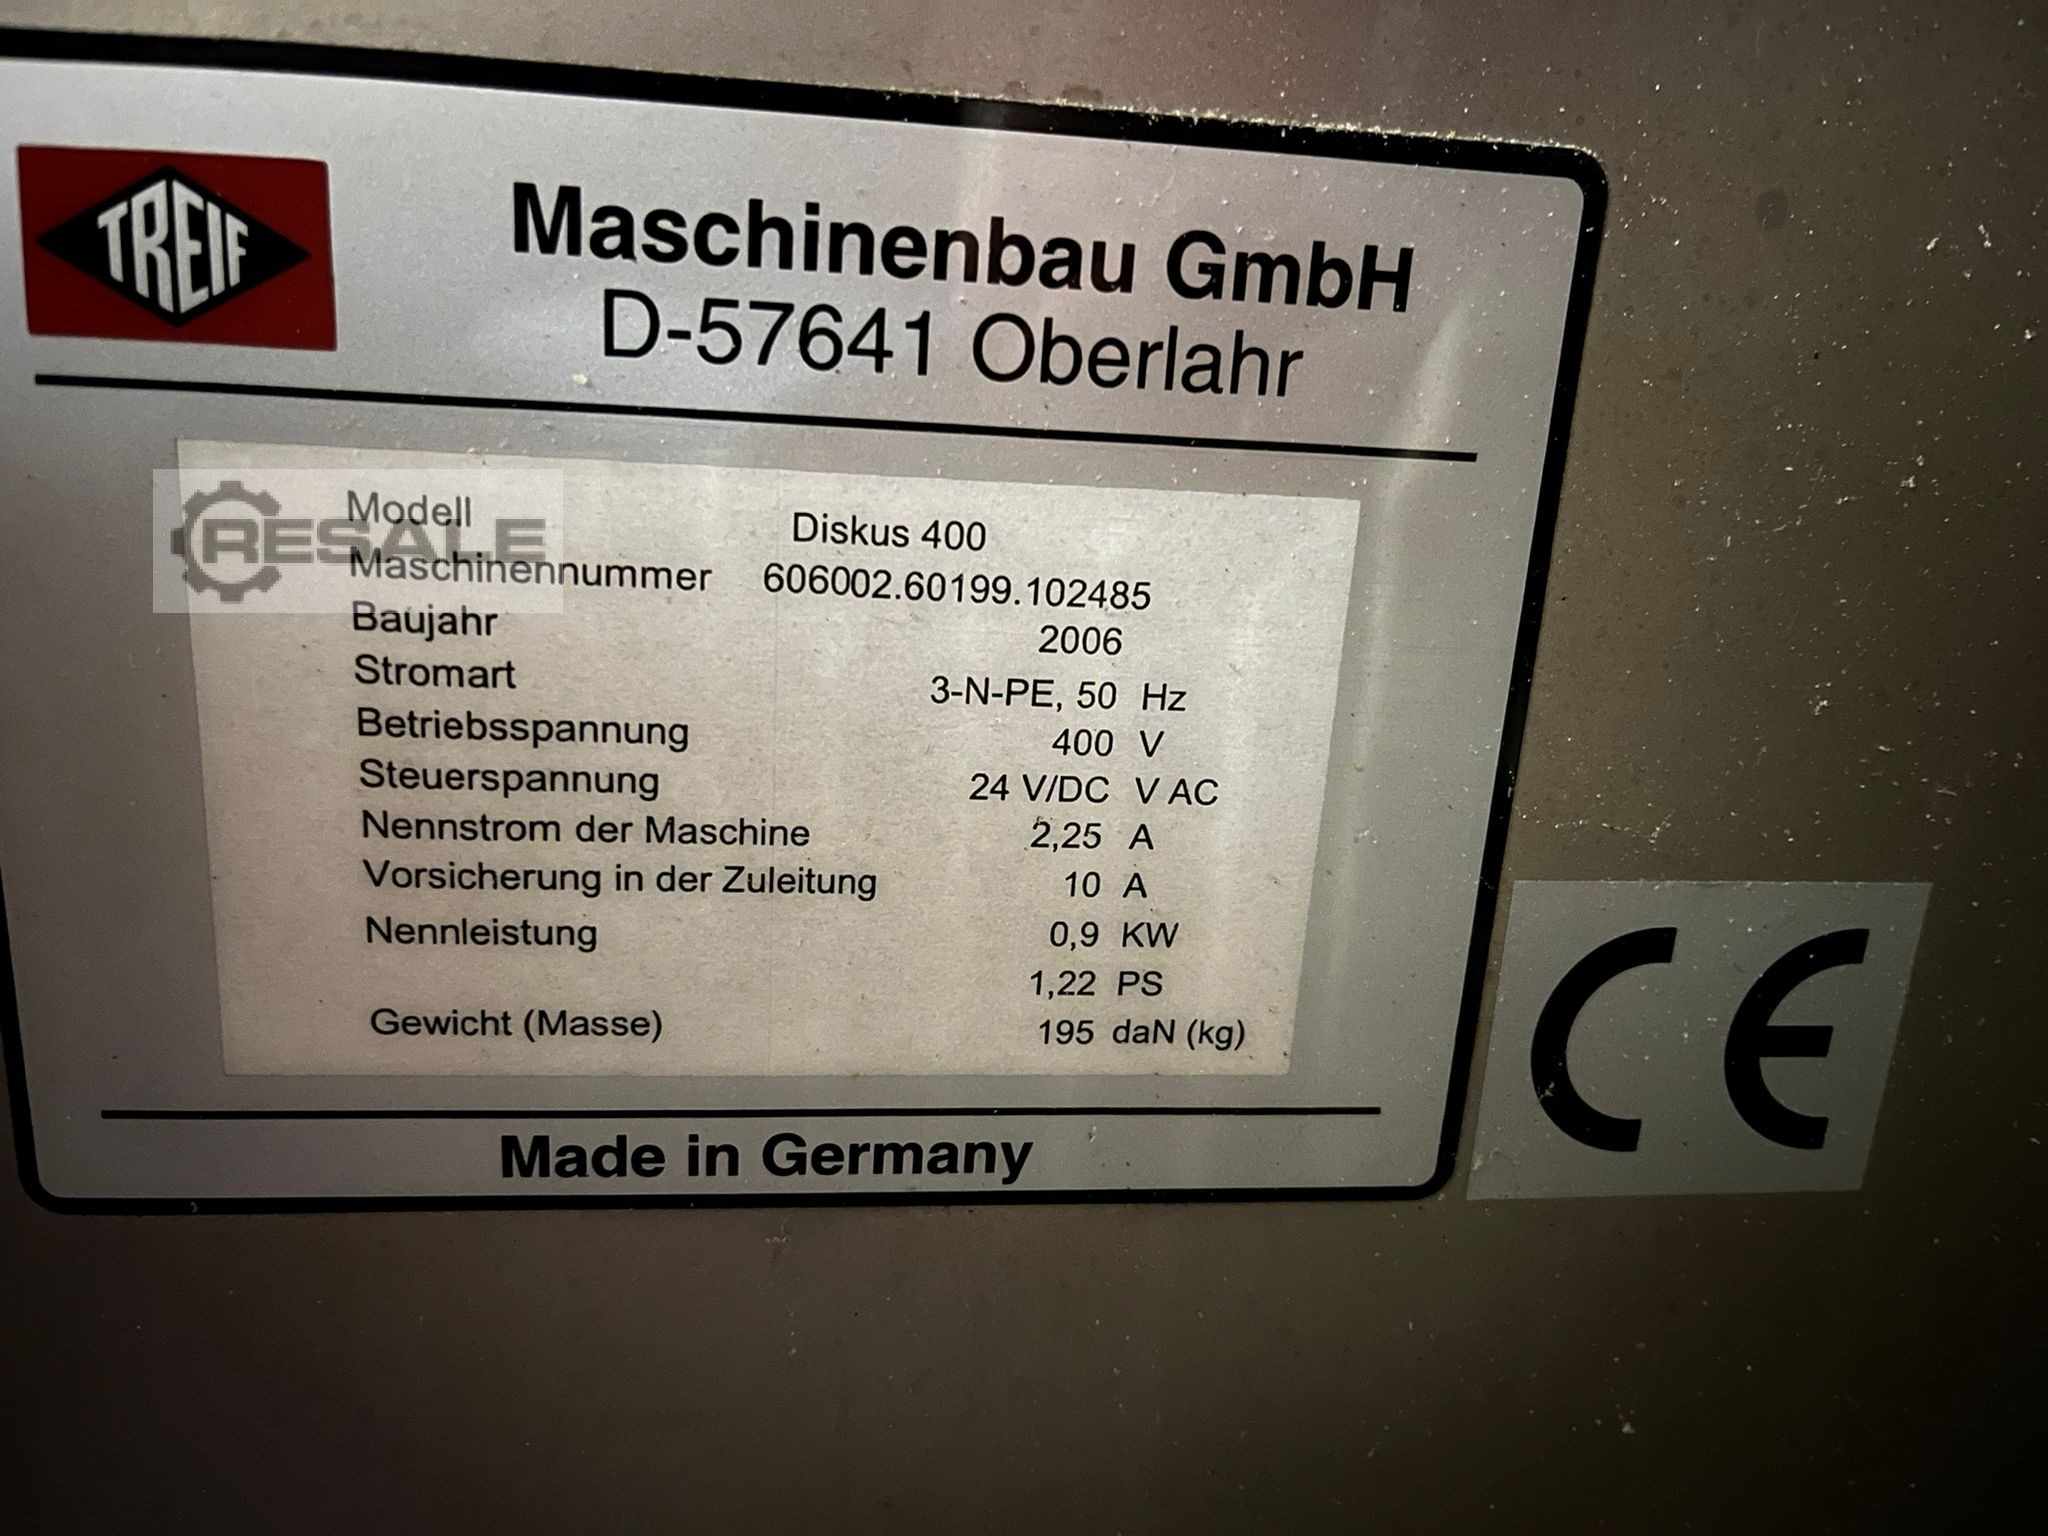 TREIF
Maschinenbau GmbH
D-57641 Oberlahr
RESALE
Modell Diskus 400
Maschinennummer 606002.60199.102485
Baujahr 2006
Stromart 3-N-PE, 50 Hz
Betriebsspannung 400 V
Steuerspannung 24 V/DC V AC
Nennstrom der Maschine 2,25 A
Vorsicherung in der Zuleitung 10 A
Nennleistung 0,9 KW
1,22 PS
Gewicht (Masse) 195 daN (kg)
CE
Made in Germany